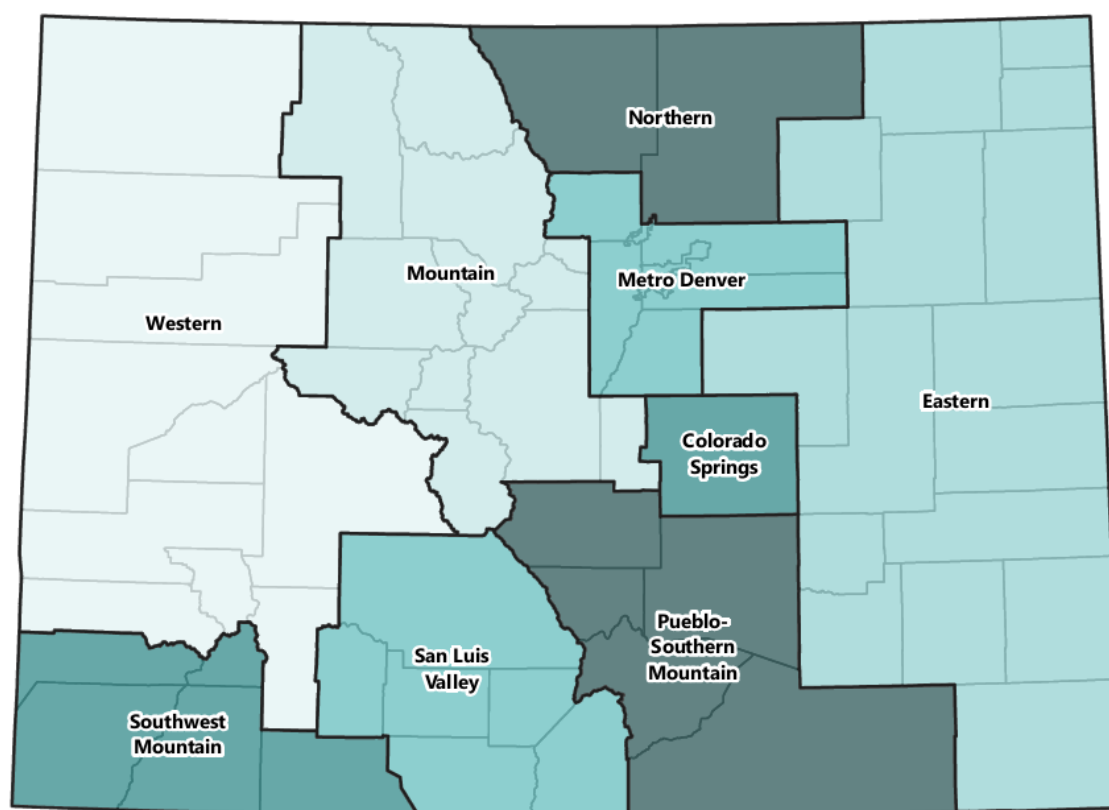 Northern
Mountain
Metro Denver
Western
Eastern
Colorado
Springs
Pueblo-
Southern
Mountain
San Luis
Valley
Southwest
Mountain